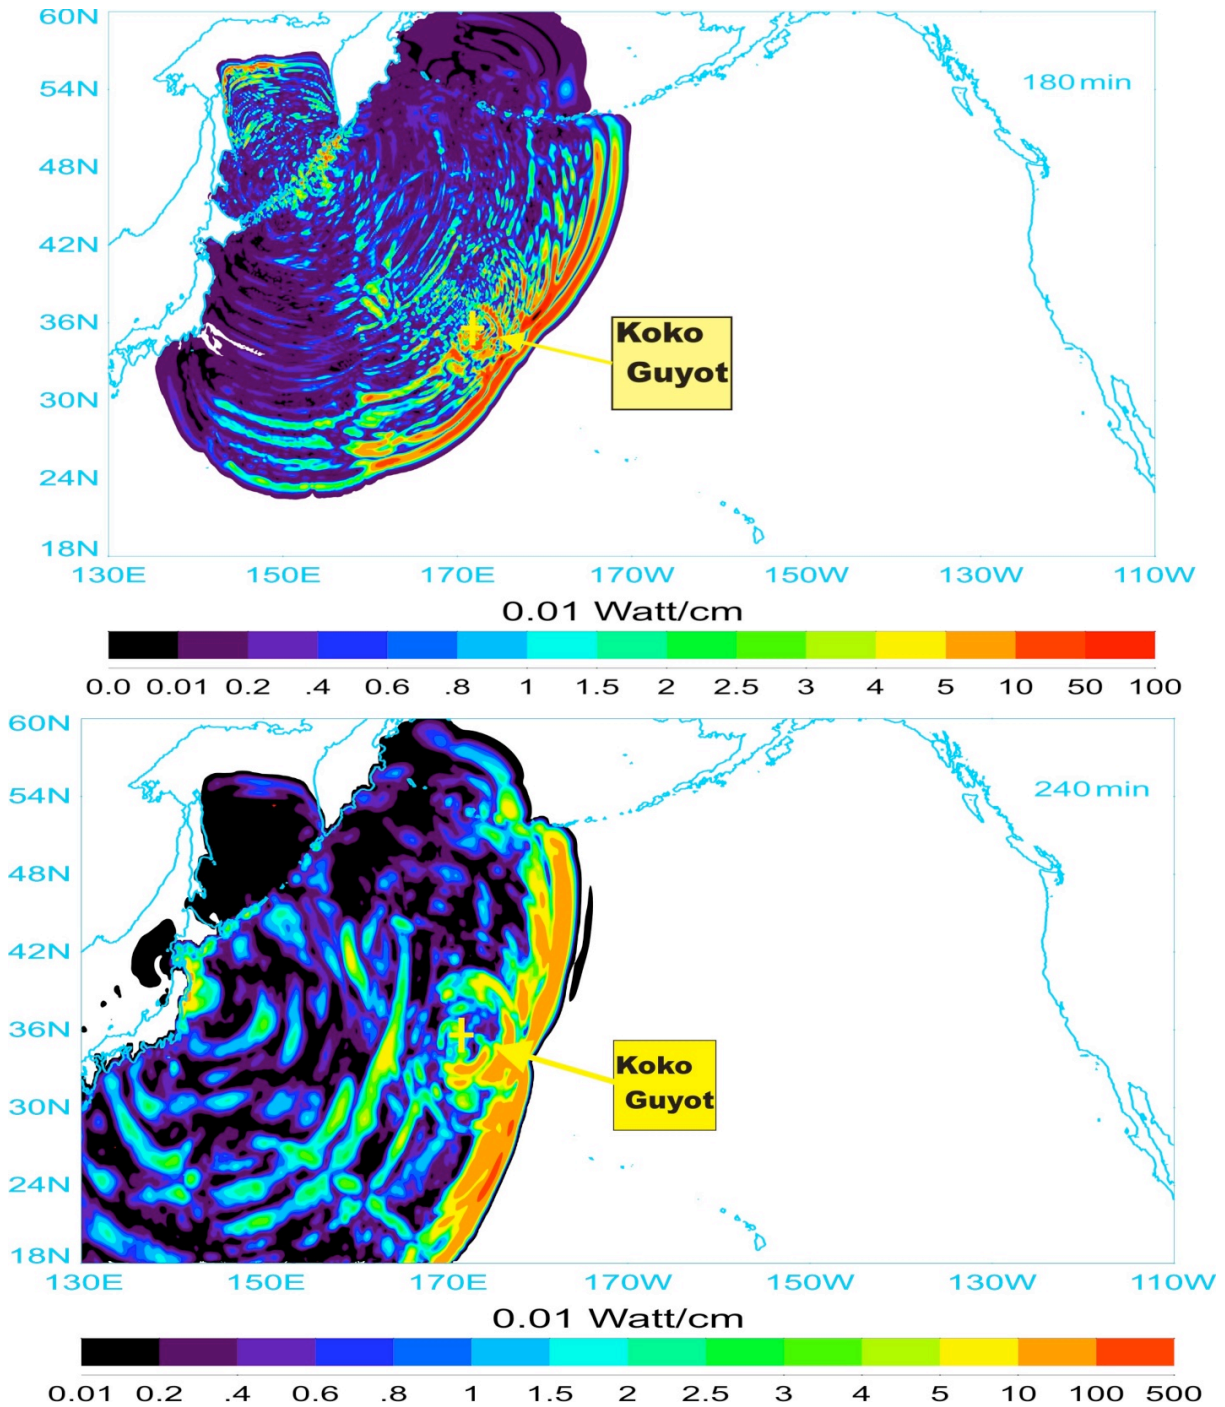 60N
54N
48N
42N
36N
30N
24N
18N
180 min
Koko
Guyot
130E 150E 170E 170W 150W 130W 110W
0.01 Watt/cm
0.0 0.01 0.2 .4 0.6 .8 1 1.5 2 2.5 3 4 5 10 50 100
60N
54N
48N
42N
36N
30N
24N
18N
240 min
Koko
Guyot
130E 150E 170E 170W 150W 130W 110W
0.01 Watt/cm
0.01 0.2 .4 0.6 .8 1 1.5 2 2.5 3 4 5 10 100 500